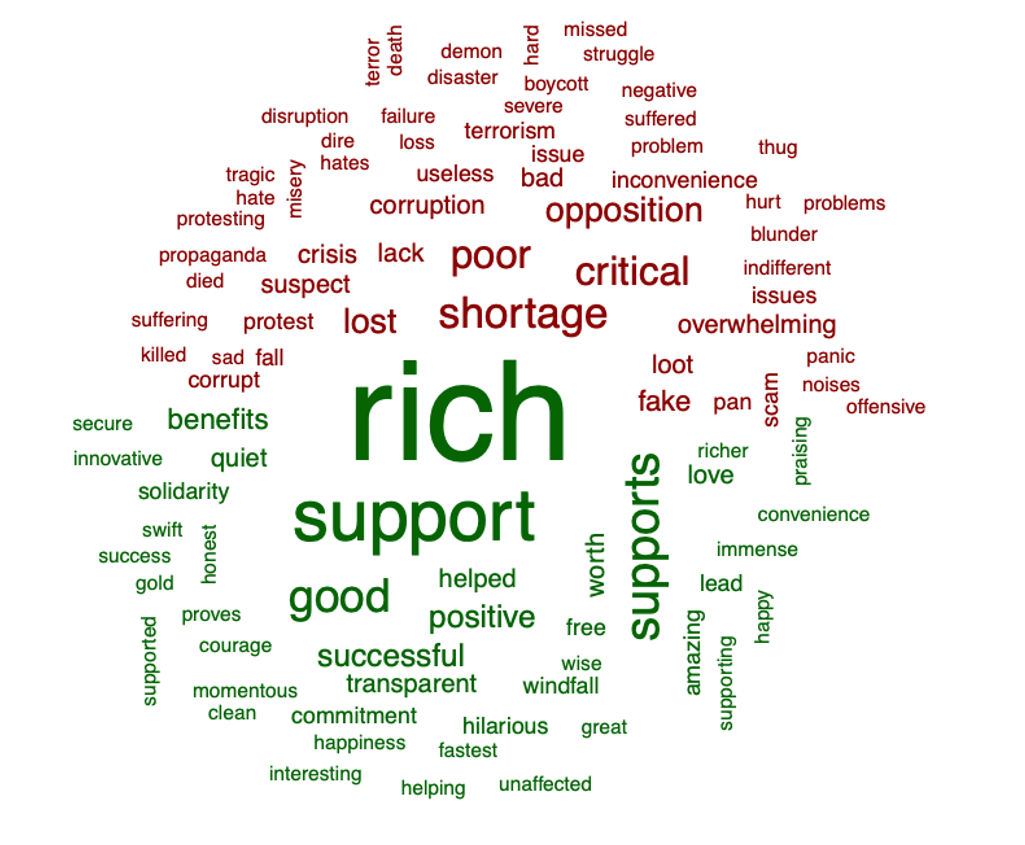 missed
hard
death
terror
demon
struggle
disaster
boycott
negative
severe
disruption
failure
suffered
terrorism
dire
loss
problem
thug
issue
hates
tragic
misery
useless
bad
inconvenience
hate
corruption
opposition
hurt
problems
protesting
blunder
propaganda
crisis
lack
poor
critical
indifferent
died
suspect
issues
suffering
protest
lost
shortage
overwhelming
killed
sad
fall
loot
panic
corrupt
rich
fake
pan
scam
noises
offensive
secure
benefits
praising
innovative
quiet
richer
love
solidarity
support
supports
convenience
swift
honest
success
worth
immense
gold
good
helped
lead
happy
supported
proves
positive
free
amazing
courage
successful
wise
supporting
momentous
transparent
windfall
clean
commitment
hilarious
great
happiness
fastest
interesting
helping
unaffected